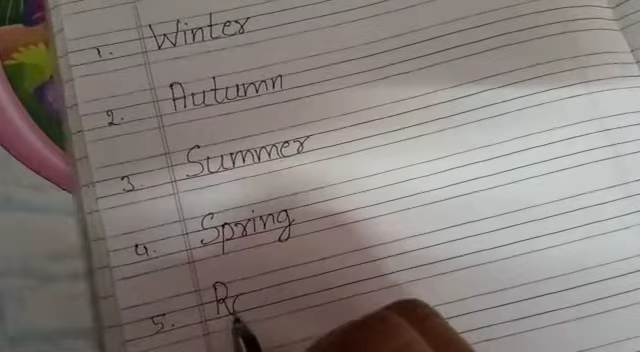 1. Winter
2. Autumn
3. Summer
4. Spring
5. R